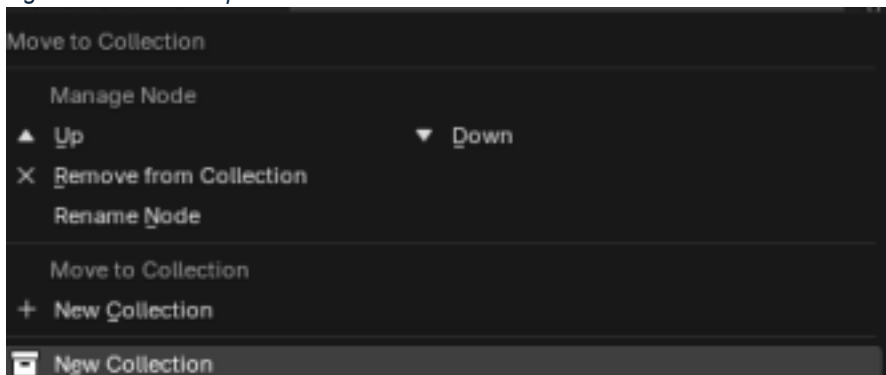 Move to Collection
Manage Node
Up
Down
Remove from Collection
Rename Node
Move to Collection
New Collection
New Collection